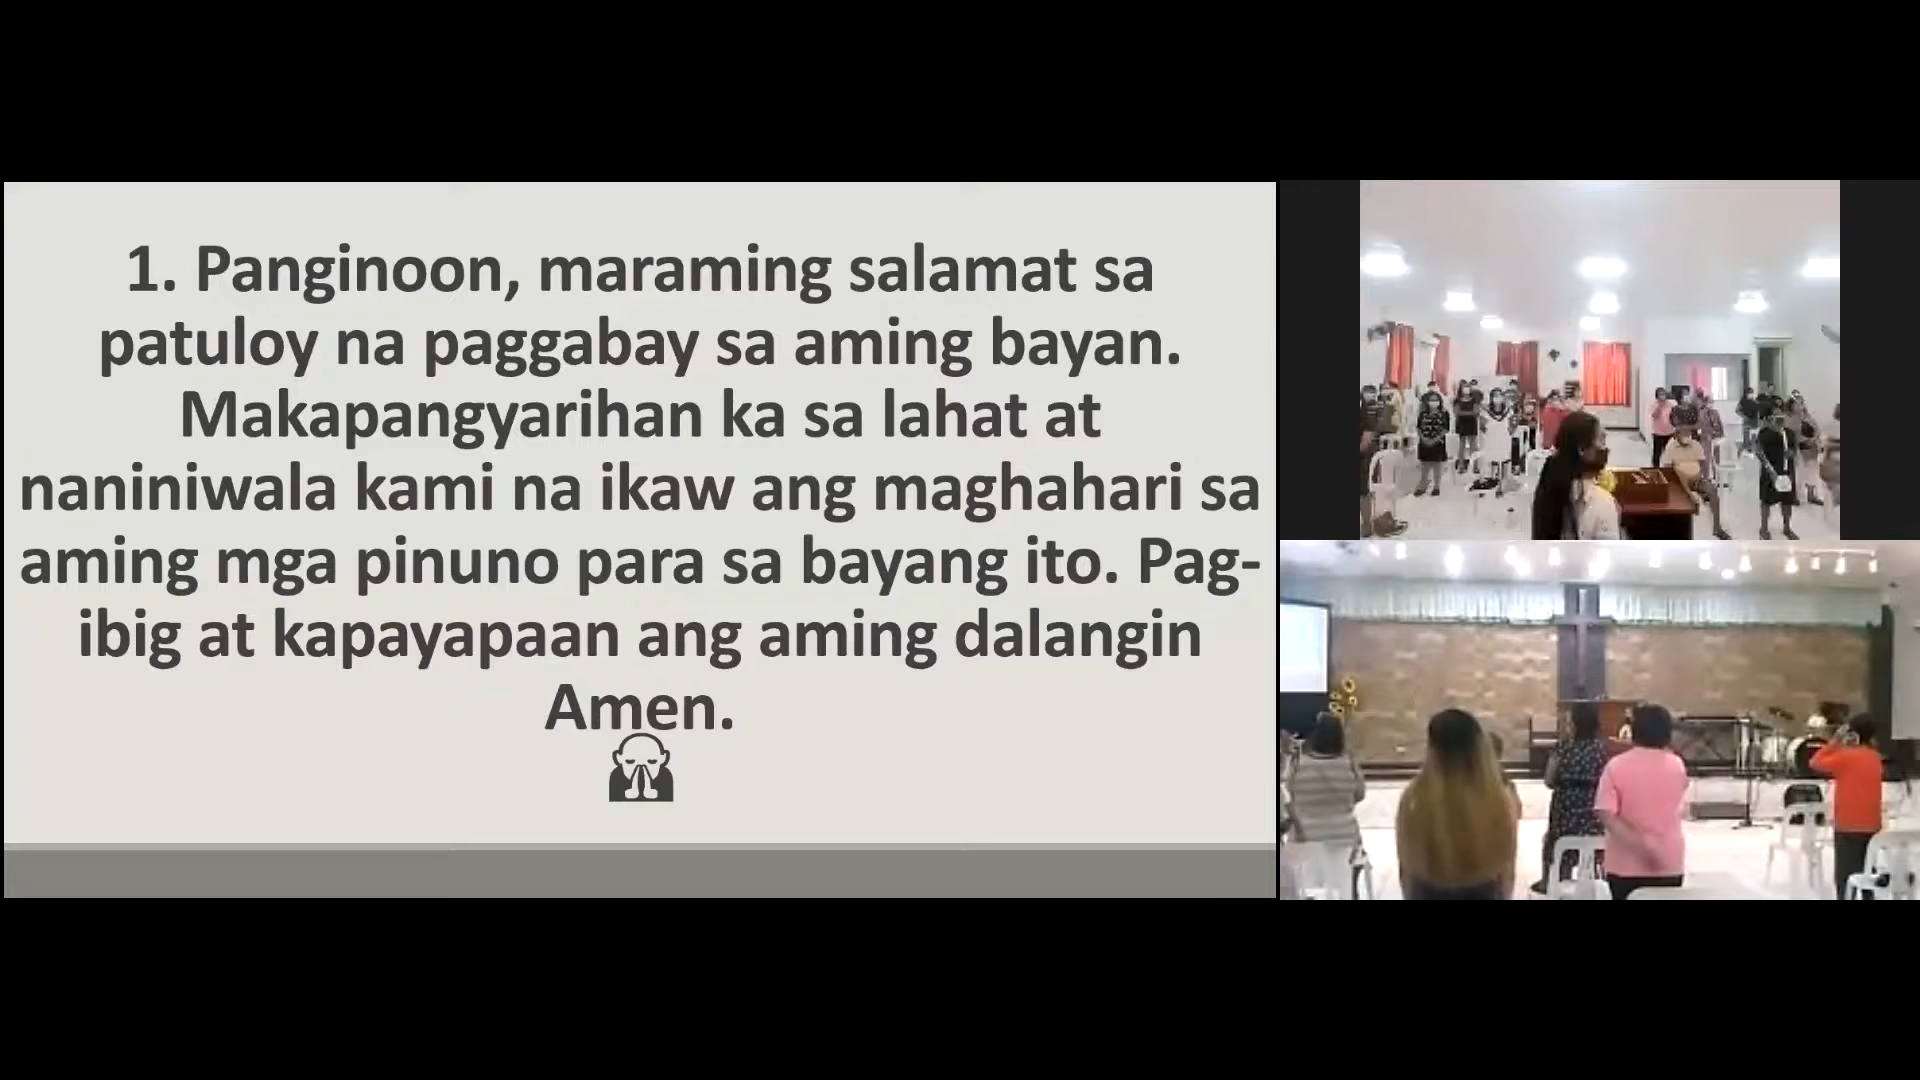 1. Panginoon, maraming salamat sa
patuloy na paggabay sa aming bayan.
Makapangyarihan ka sa lahat at
naniniwala kami na ikaw ang maghahari sa
aming mga pinuno para sa bayang ito. Pag-
ibig at kapayapaan ang aming dalangin
Amen.